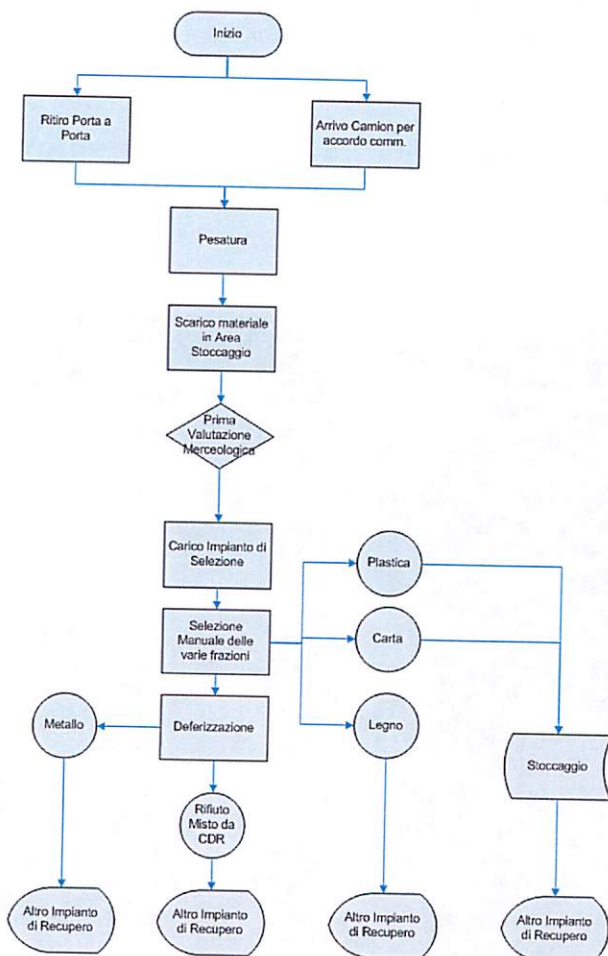 Inizio
Ritiro Porta a
Porta
Arrivo Camion per
accordo comm.
Pesatura
Scarico materiale
in Area
Stoccaggio
Prima
Valutazione
Merceologica
Carico Impianto di
Selezione
Plastica
Selezione
Manuale delle
varie frazioni
Carta
Metallo
Deferizzazione
Legno
Stoccaggio
Rifiuto
Misto da
CDR
Altro Impianto
di Recupero
Altro Impianto
di Recupero
Altro Impianto
di Recupero
Altro Impianto
di Recupero